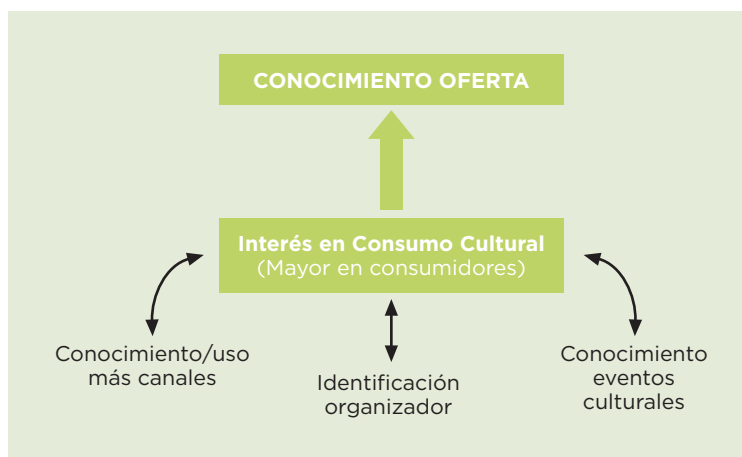 CONOCIMIENTO OFERTA
Interés en Consumo Cultural
(Mayor en consumidores)
Conocimiento/uso
más canales
Identificación
organizador
Conocimiento
eventos
culturales